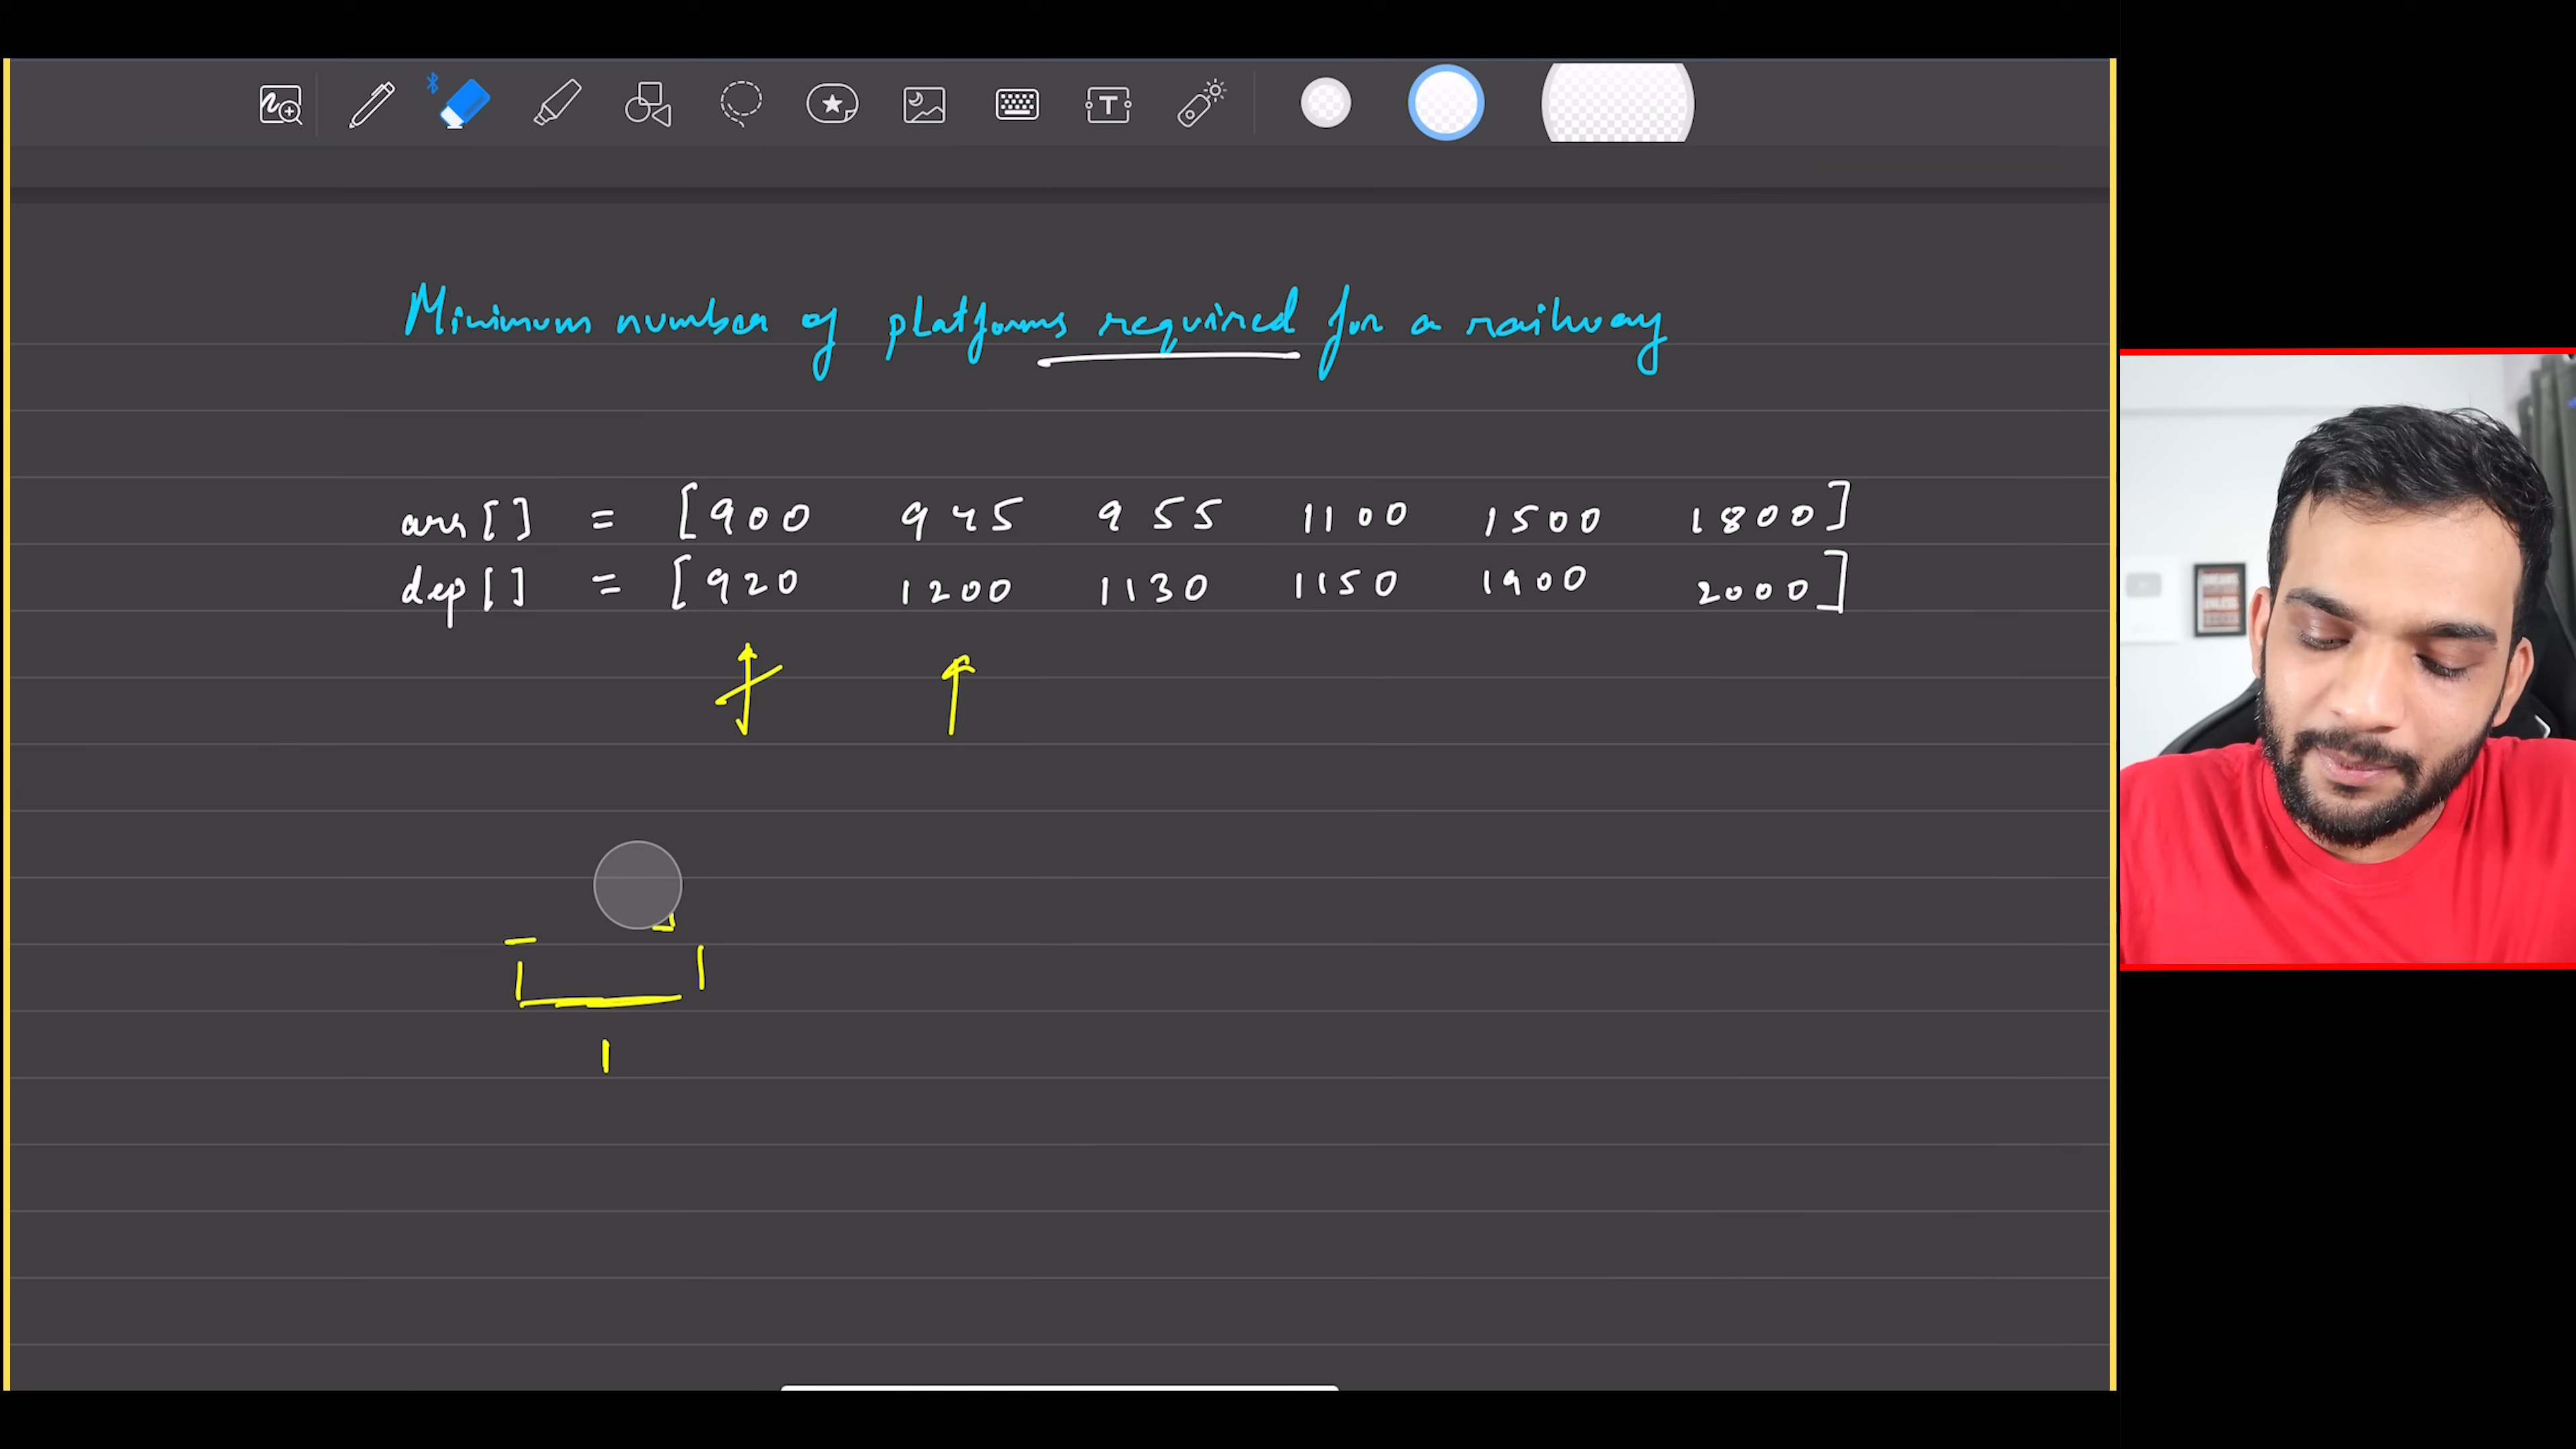 Minimum number of platforms required for a railway
arr[] = [900 945 955 1100 1500 1800]
dep[] = [920 1200 1130 1150 1900 2000]
1